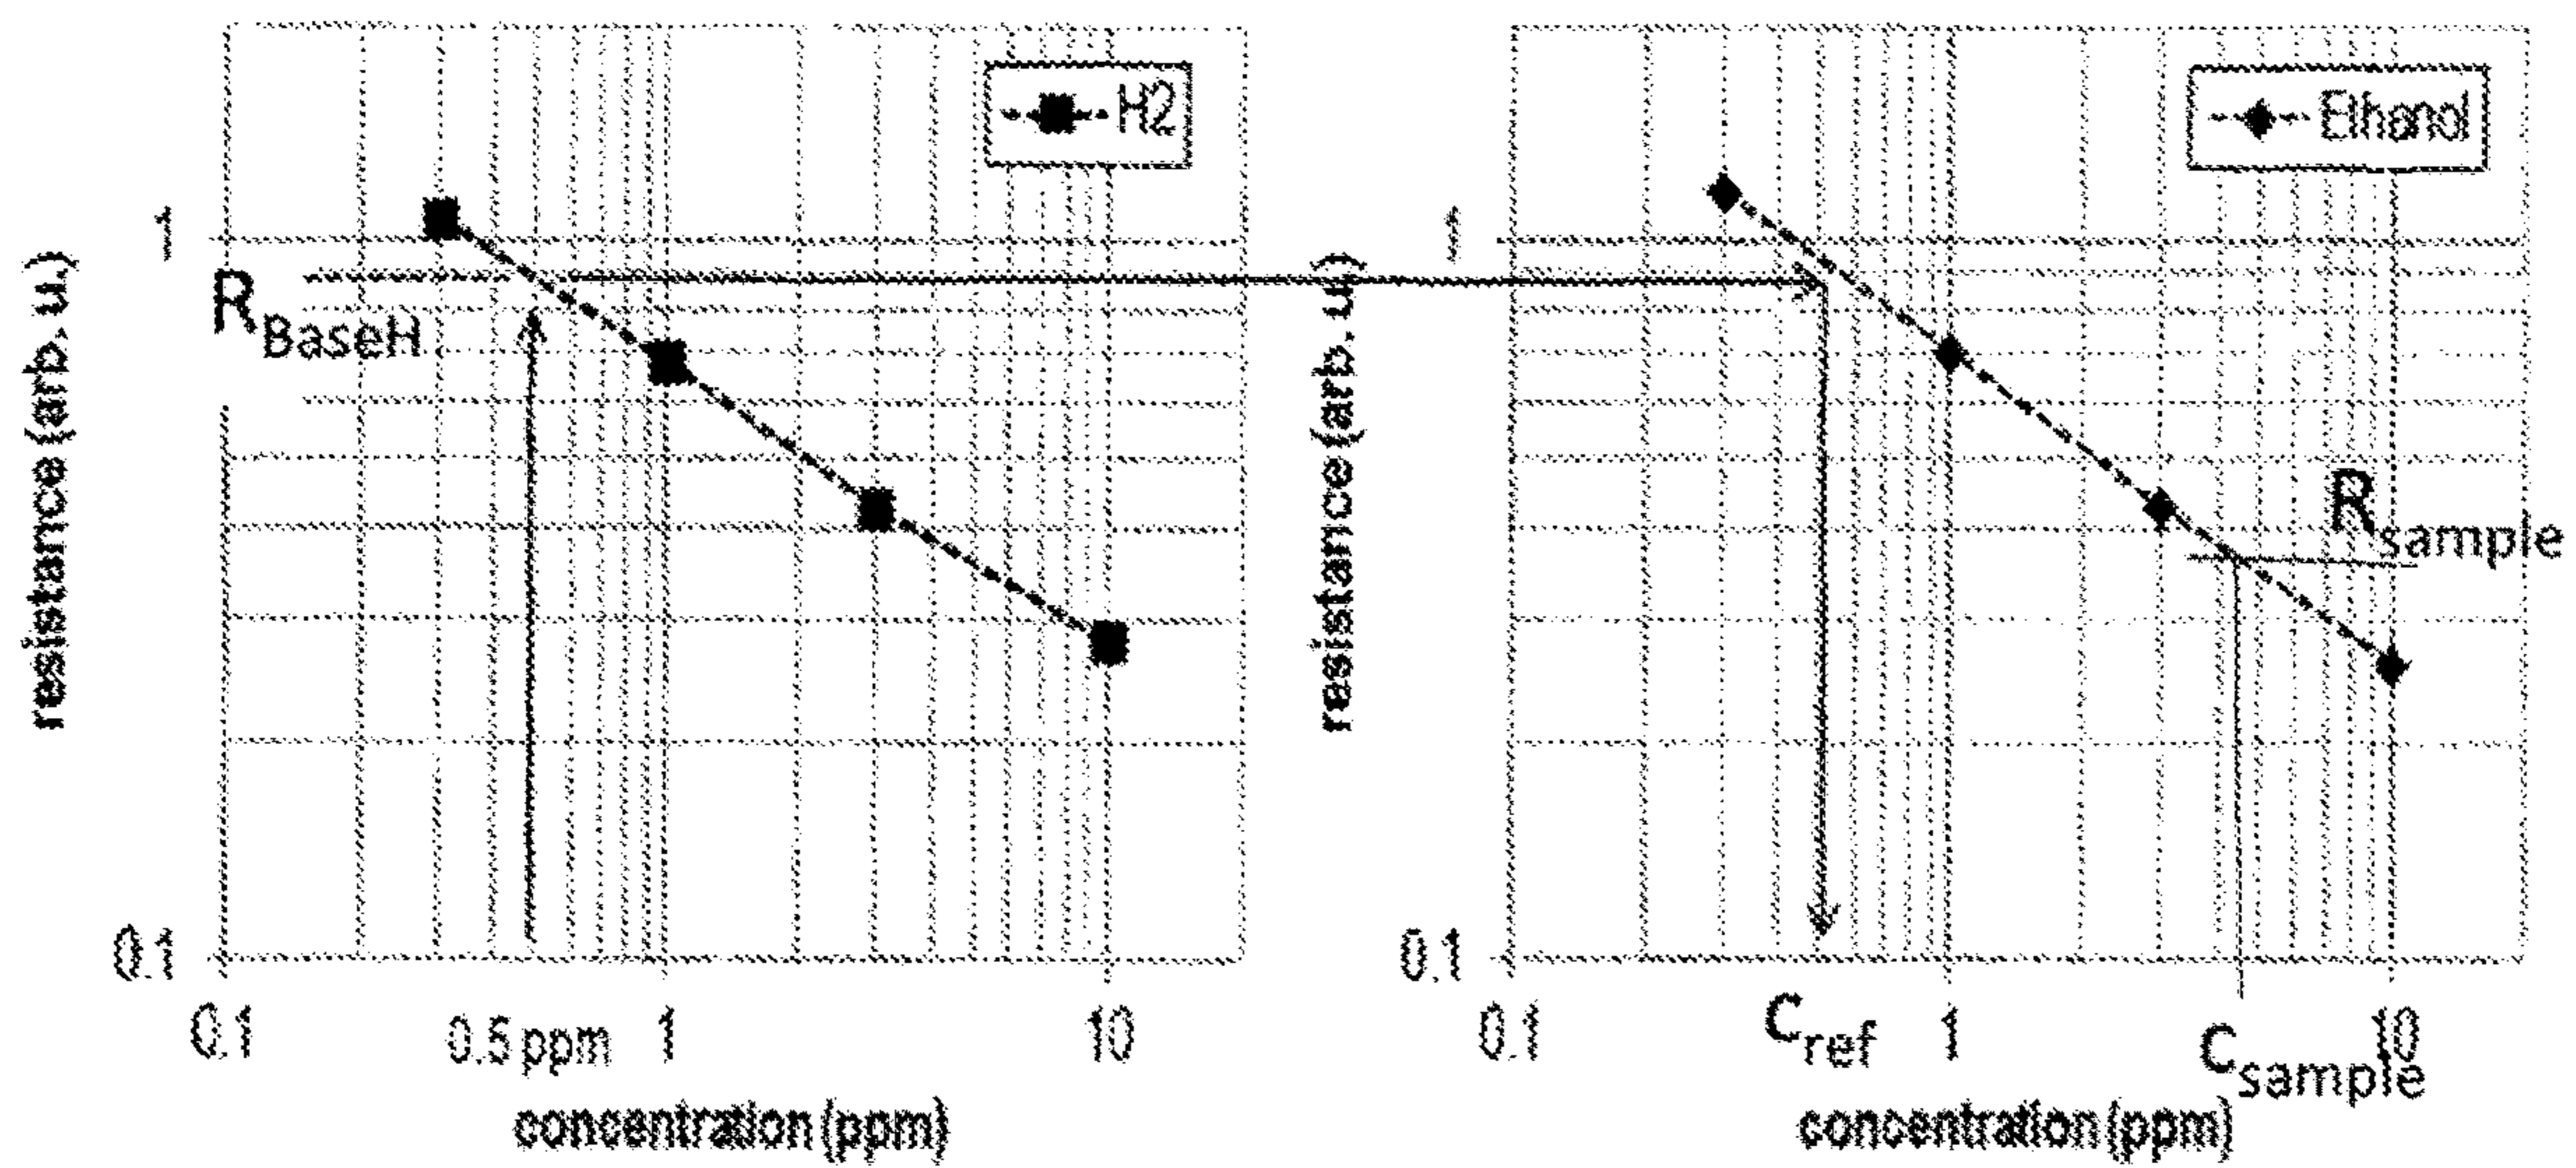 H2
1
R_BaseH
resistance (arb. u.)
0.1
0.1
0.5 ppm
1
10
concentration (ppm)
Ethanol
1
resistance (arb. u.)
R_sample
0.1
0.1
C_ref
1
C_sample
10
concentration (ppm)